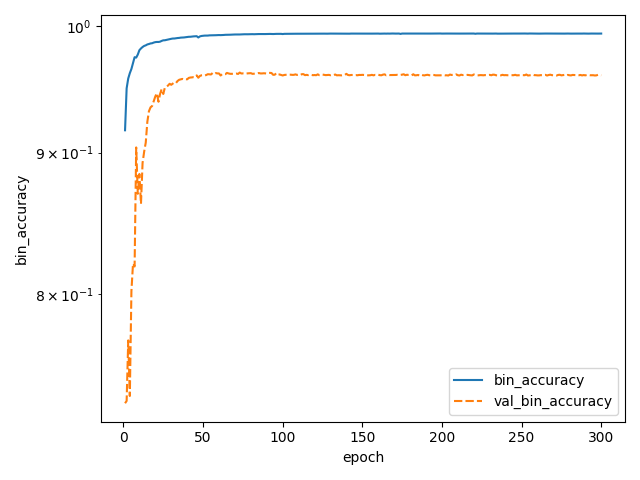 10⁰
9 × 10⁻¹
8 × 10⁻¹
bin_accuracy
0 50 100 150 200 250 300
epoch
bin_accuracy
val_bin_accuracy